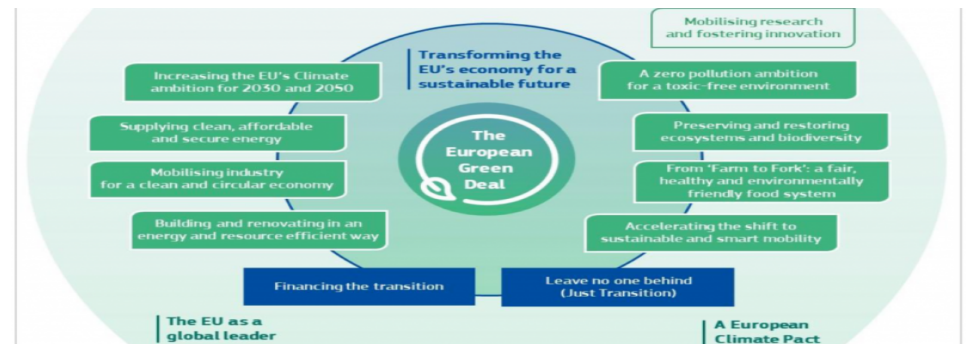 Mobilising research
and fostering innovation
Transforming the
EU's economy for a
sustainable future
Increasing the EU's Climate
ambition for 2030 and 2050
A zero pollution ambition
for a toxic-free environment
Supplying clean, affordable
and secure energy
The
European
Green
Deal
Preserving and restoring
ecosystems and biodiversity
Mobilising industry
for a clean and circular economy
From 'Farm to Fork': a fair,
healthy and environmentally
friendly food system
Building and renovating in an
energy and resource efficient way
Accelerating the shift to
sustainable and smart mobility
Financing the transition
Leave no one behind
(Just Transition)
The EU as a
global leader
A European
Climate Pact